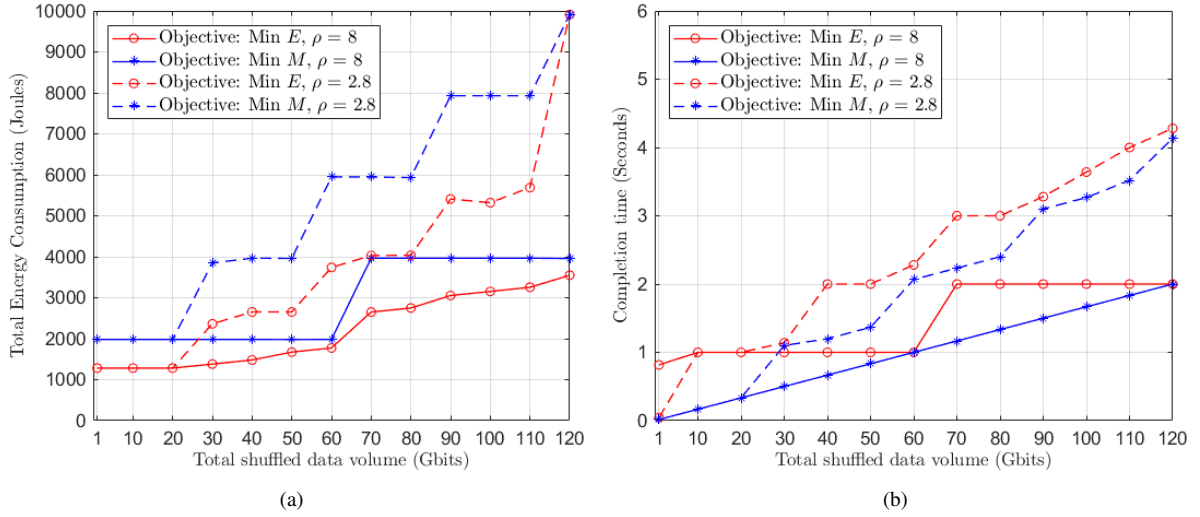 10000
9000
8000
7000
6000
5000
4000
3000
2000
1000
0
Total Energy Consumption (Joules)
Objective: Min E, ρ = 8
Objective: Min M, ρ = 8
Objective: Min E, ρ = 2.8
Objective: Min M, ρ = 2.8
1 10 20 30 40 50 60 70 80 90 100 110 120
Total shuffled data volume (Gbits)
(a)
6
5
4
3
2
1
0
Completion time (Seconds)
Objective: Min E, ρ = 8
Objective: Min M, ρ = 8
Objective: Min E, ρ = 2.8
Objective: Min M, ρ = 2.8
1 10 20 30 40 50 60 70 80 90 100 110 120
Total shuffled data volume (Gbits)
(b)